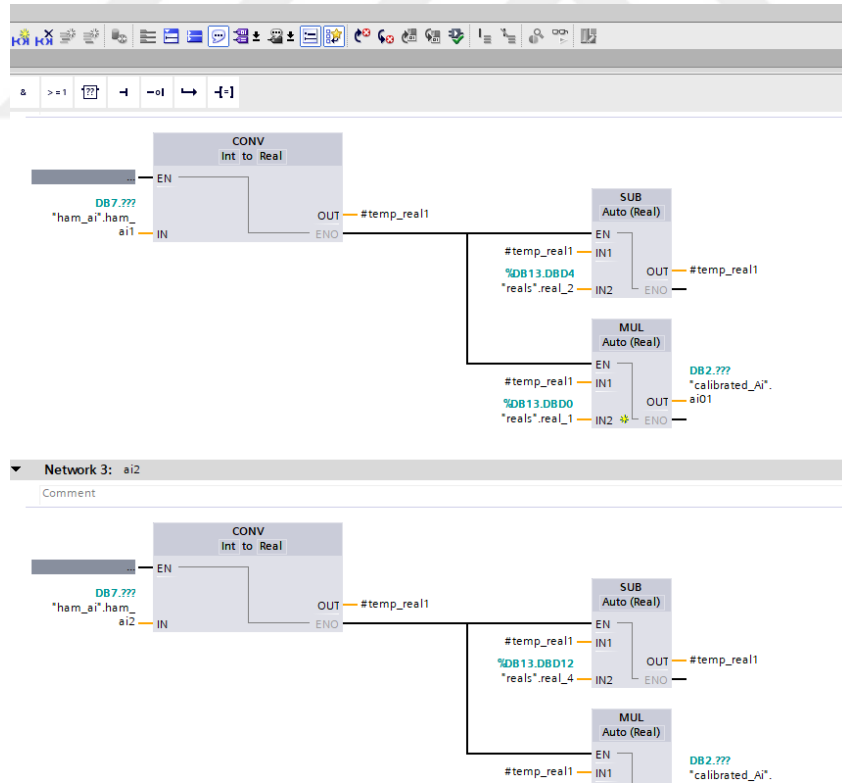 & >=1 ?? -| -o| -[=]
CONV
Int to Real
... EN
DB7.???
"ham_ai".ham_
ai1 IN
OUT #temp_real1
ENO
SUB
Auto (Real)
EN
#temp_real1 IN1
%DB13.DBD4
"reals".real_2 IN2
OUT #temp_real1
ENO
MUL
Auto (Real)
EN
#temp_real1 IN1
%DB13.DBD0
"reals".real_1 IN2
DB2.???
"calibrated_Ai".
OUT ai01
ENO
Network 3: ai2
Comment
CONV
Int to Real
... EN
DB7.???
"ham_ai".ham_
ai2 IN
OUT #temp_real1
ENO
SUB
Auto (Real)
EN
#temp_real1 IN1
%DB13.DBD12
"reals".real_4 IN2
OUT #temp_real1
ENO
MUL
Auto (Real)
EN
#temp_real1 IN1
DB2.???
"calibrated_Ai".